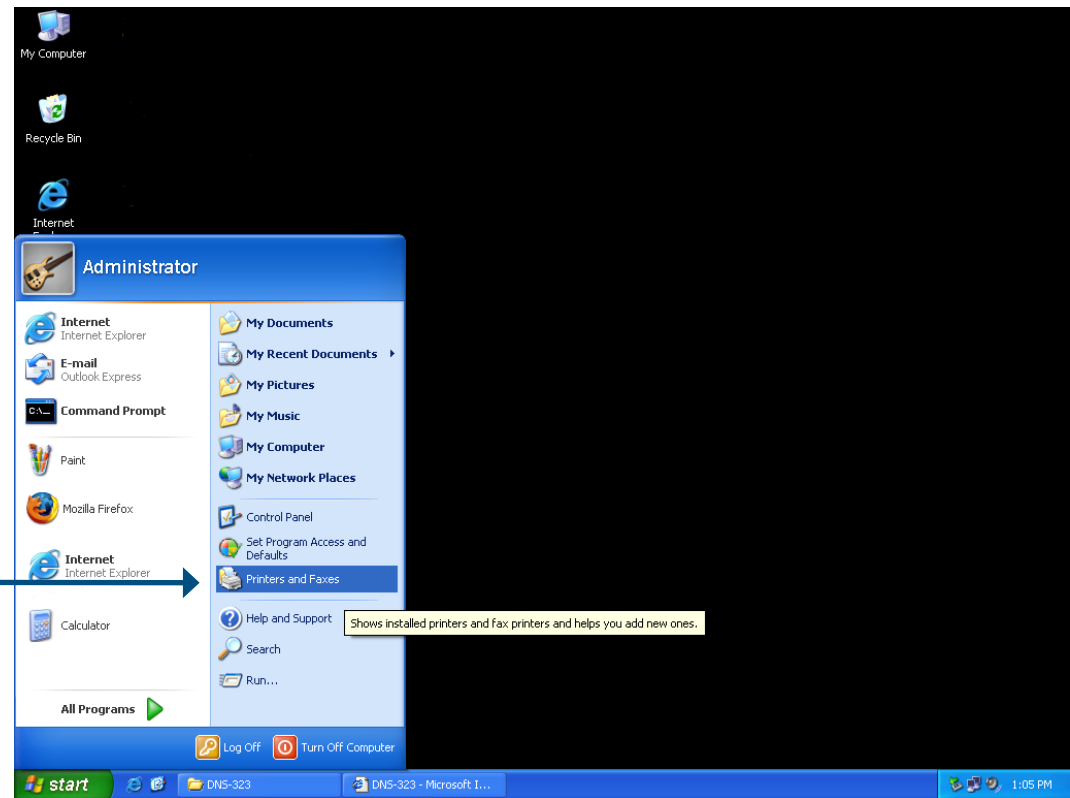 My Computer
Recycle Bin
Internet
Administrator
Internet
Internet Explorer
E-mail
Outlook Express
C:\_
Command Prompt
Paint
Mozilla Firefox
Internet
Internet Explorer
Calculator
All Programs
My Documents
My Recent Documents
My Pictures
My Music
My Computer
My Network Places
Control Panel
Set Program Access and
Defaults
Printers and Faxes
Help and Support
Shows installed printers and fax printers and helps you add new ones.
Search
Run...
Log Off
Turn Off Computer
start
DNS-323
DNS-323 - Microsoft I...
1:05 PM